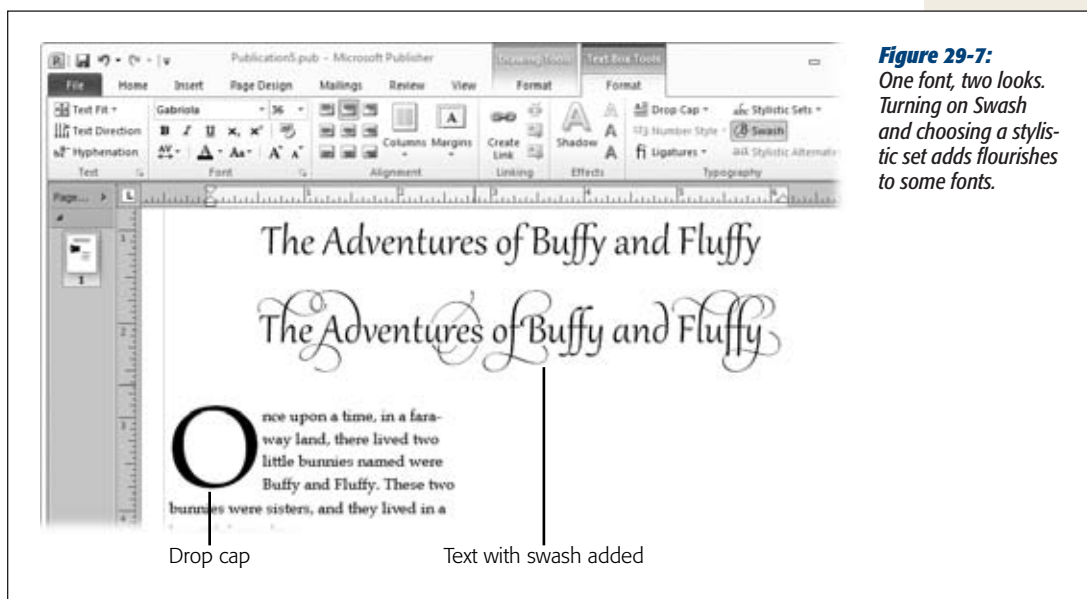 Publication5.pub - Microsoft Publisher
Drawing Tools
Text Box Tools
File Home Insert Page Design Mailings Review View Format Format
Text Fit
Gabriola 36
Drop Cap
Stylistic Sets
Text Direction
B I U
Number Style
Swash
Hyphenation
Aa
A A
Columns Margins
Create Link
Shadow
fi Ligatures
Stylistic Alternate
Text Font Alignment Linking Effects Typography
Page...
1
The Adventures of Buffy and Fluffy
The Adventures of Buffy and Fluffy
Once upon a time, in a fara-
way land, there lived two
little bunnies named were
Buffy and Fluffy. These two
bunnies were sisters, and they lived in a
Drop cap
Text with swash added
Figure 29-7:
One font, two looks.
Turning on Swash
and choosing a stylis-
tic set adds flourishes
to some fonts.